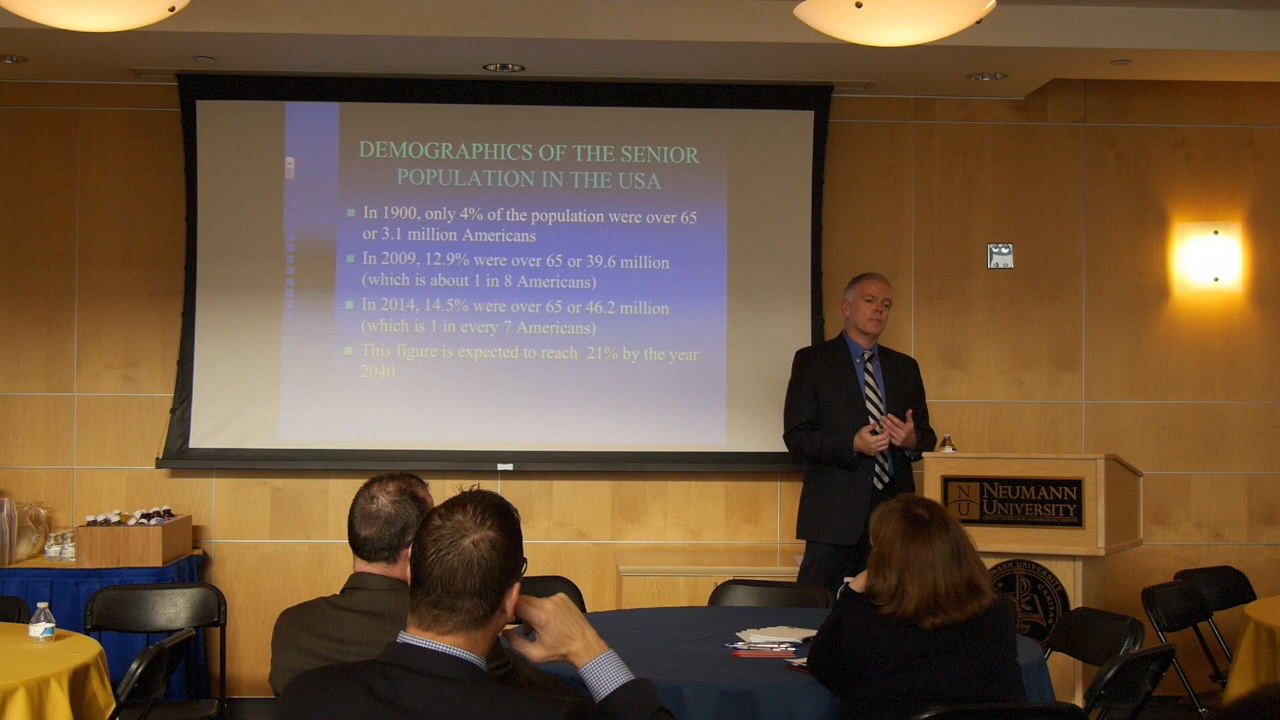 DEMOGRAPHICS OF THE SENIOR
POPULATION IN THE USA
In 1900, only 4% of the population were over 65
or 3.1 million Americans
In 2009, 12.9% were over 65 or 39.6 million
(which is about 1 in 8 Americans)
In 2014, 14.5% were over 65 or 46.2 million
(which is 1 in every 7 Americans)
This figure is expected to reach 21% by the year
2040
NU
NEUMANN
UNIVERSITY